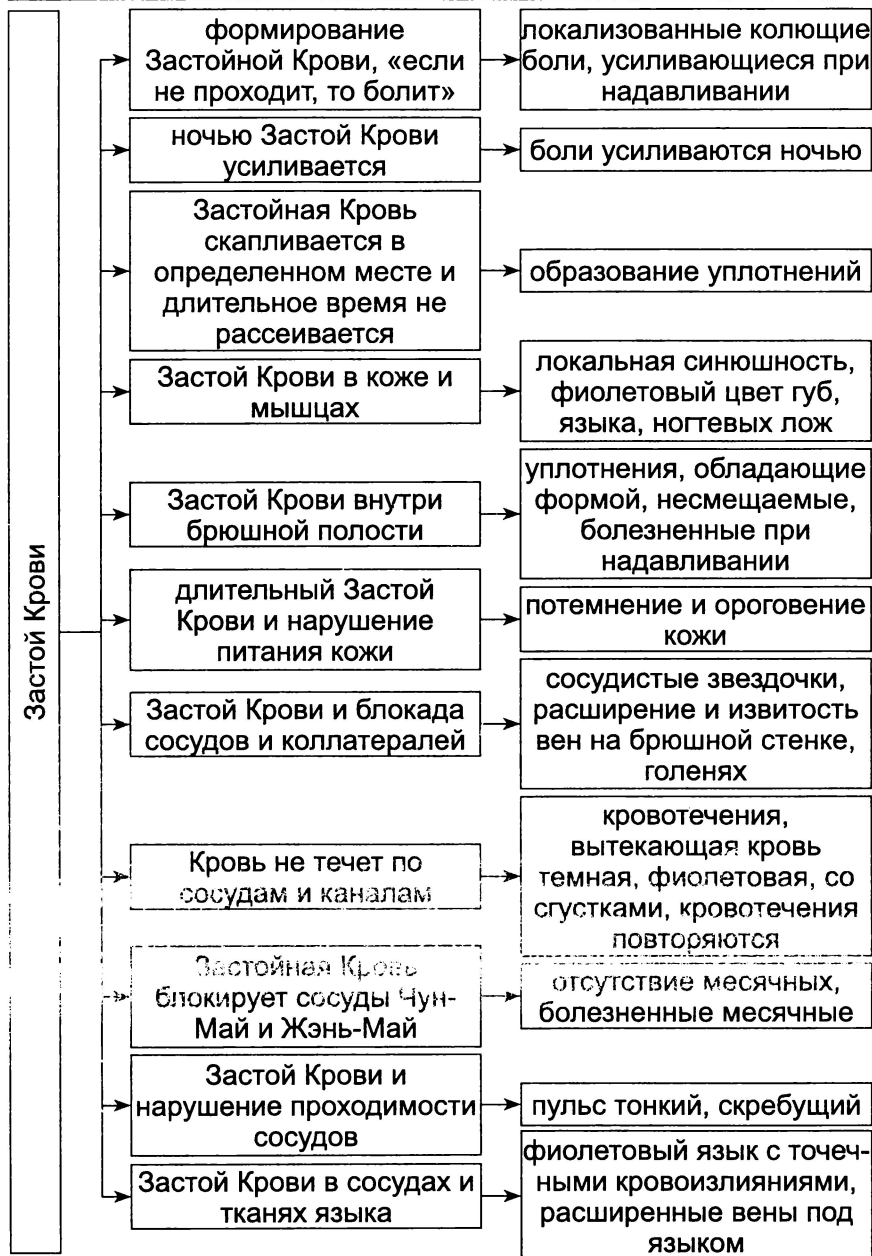 Застой Крови
формирование
Застойной Крови, «если
не проходит, то болит»
локализованные колющие
боли, усиливающиеся при
надавливании
ночью Застой Крови
усиливается
боли усиливаются ночью
Застойная Кровь
скапливается в
определенном месте и
длительное время не
рассеивается
образование уплотнений
Застой Крови в коже и
мышцах
локальная синюшность,
фиолетовый цвет губ,
языка, ногтевых лож
Застой Крови внутри
брюшной полости
уплотнения, обладающие
формой, несмещаемые,
болезненные при
надавливании
длительный Застой
Крови и нарушение
питания кожи
потемнение и ороговение
кожи
Застой Крови и блокада
сосудов и коллатералей
сосудистые звездочки,
расширение и извитость
вен на брюшной стенке,
голенях
Кровь не течет по
сосудам и каналам
кровотечения,
вытекающая кровь
темная, фиолетовая, со
сгустками, кровотечения
повторяются
Застойная Кровь
блокирует сосуды Чун-
Май и Жэнь-Май
отсутствие месячных,
болезненные месячные
Застой Крови и
нарушение проходимости
сосудов
пульс тонкий, скребущий
Застой Крови в сосудах и
тканях языка
фиолетовый язык с точеч-
ными кровоизлияниями,
расширенные вены под
языком